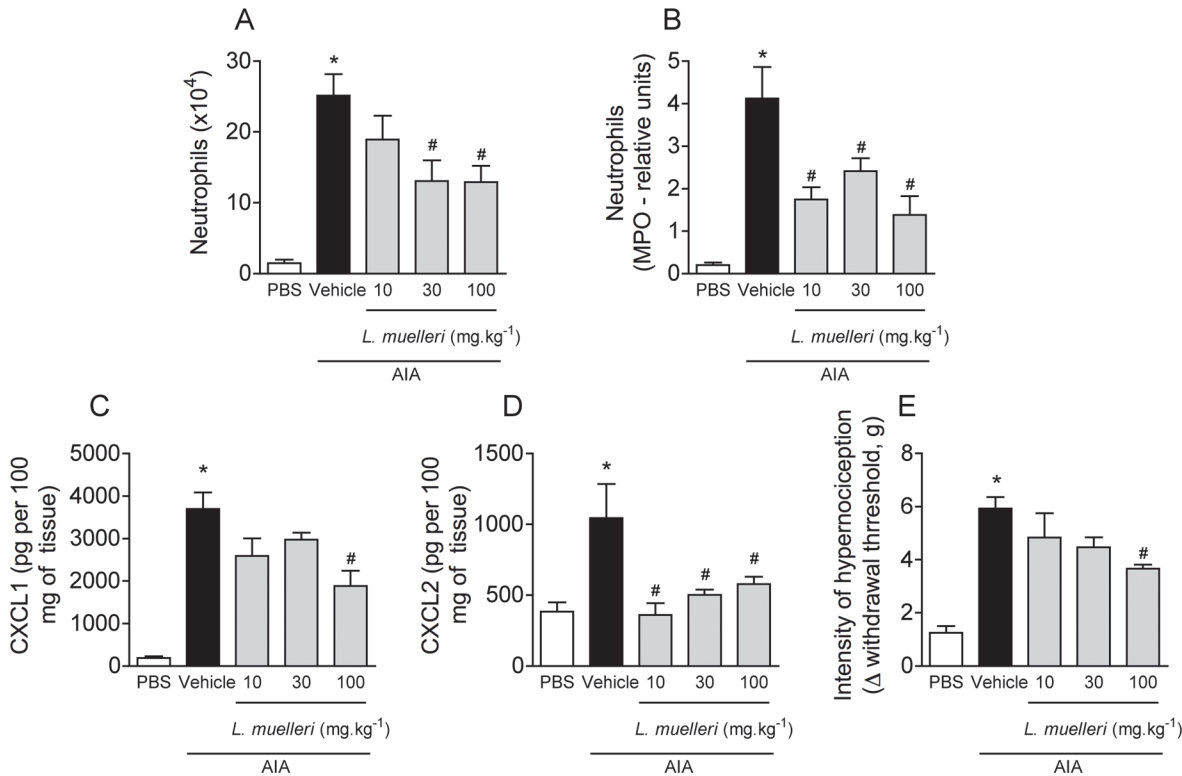 A
Neutrophils (x10⁴)
30
20
10
0
*
#
#
PBS Vehicle 10 30 100
L. muelleri (mg.kg⁻¹)
AIA
B
Neutrophils
(MPO - relative units)
5
4
3
2
1
0
*
#
#
#
PBS Vehicle 10 30 100
L. muelleri (mg.kg⁻¹)
AIA
C
CXCL1 (pg per 100
mg of tissue)
5000
4000
3000
2000
1000
0
*
#
PBS Vehicle 10 30 100
L. muelleri (mg.kg⁻¹)
AIA
D
CXCL2 (pg per 100
mg of tissue)
1500
1000
500
0
*
#
#
#
PBS Vehicle 10 30 100
L. muelleri (mg.kg⁻¹)
AIA
E
Intensity of hypernociception
(Δ withdrawal thrreshold, g)
8
6
4
2
0
*
#
PBS Vehicle 10 30 100
L. muelleri (mg.kg⁻¹)
AIA